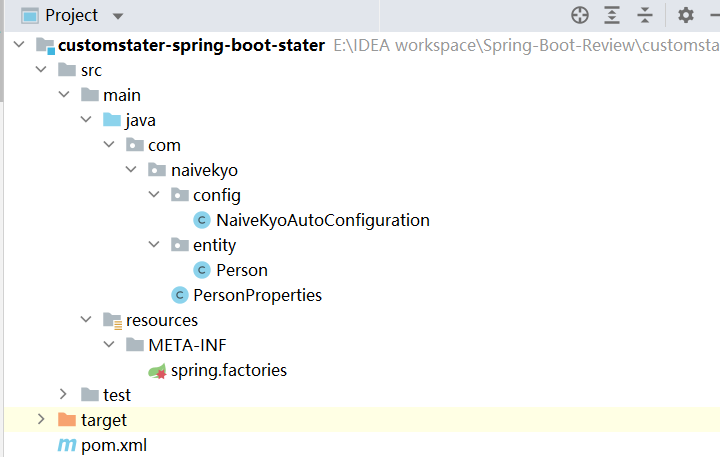 Project
customstater-spring-boot-stater E:\IDEA workspace\Spring-Boot-Review\customsta
src
main
java
com
naivekyo
config
NaiveKyoAutoConfiguration
entity
Person
PersonProperties
resources
META-INF
spring.factories
test
target
pom.xml